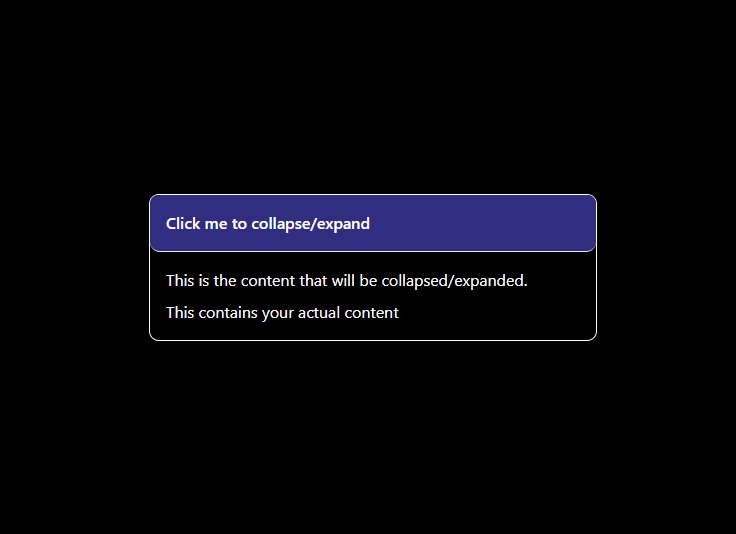 Click me to collapse/expand
This is the content that will be collapsed/expanded.
This contains your actual content